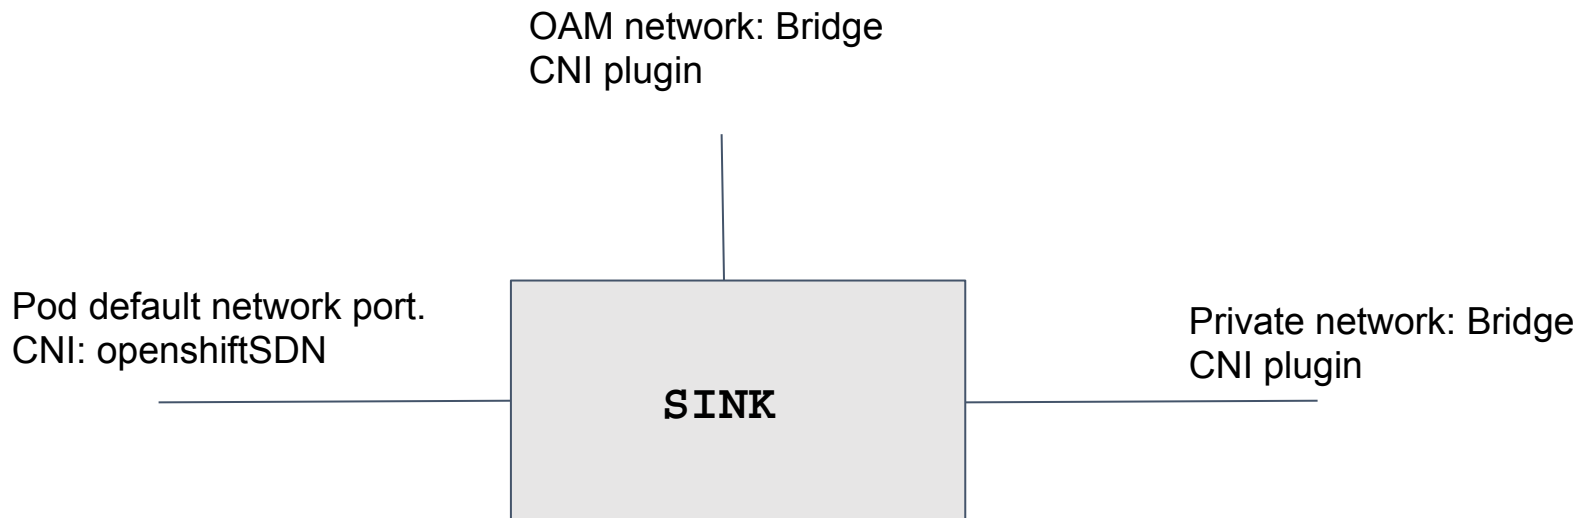 OAM network: Bridge
CNI plugin
Pod default network port.
CNI: openshiftSDN
Private network: Bridge
CNI plugin
SINK